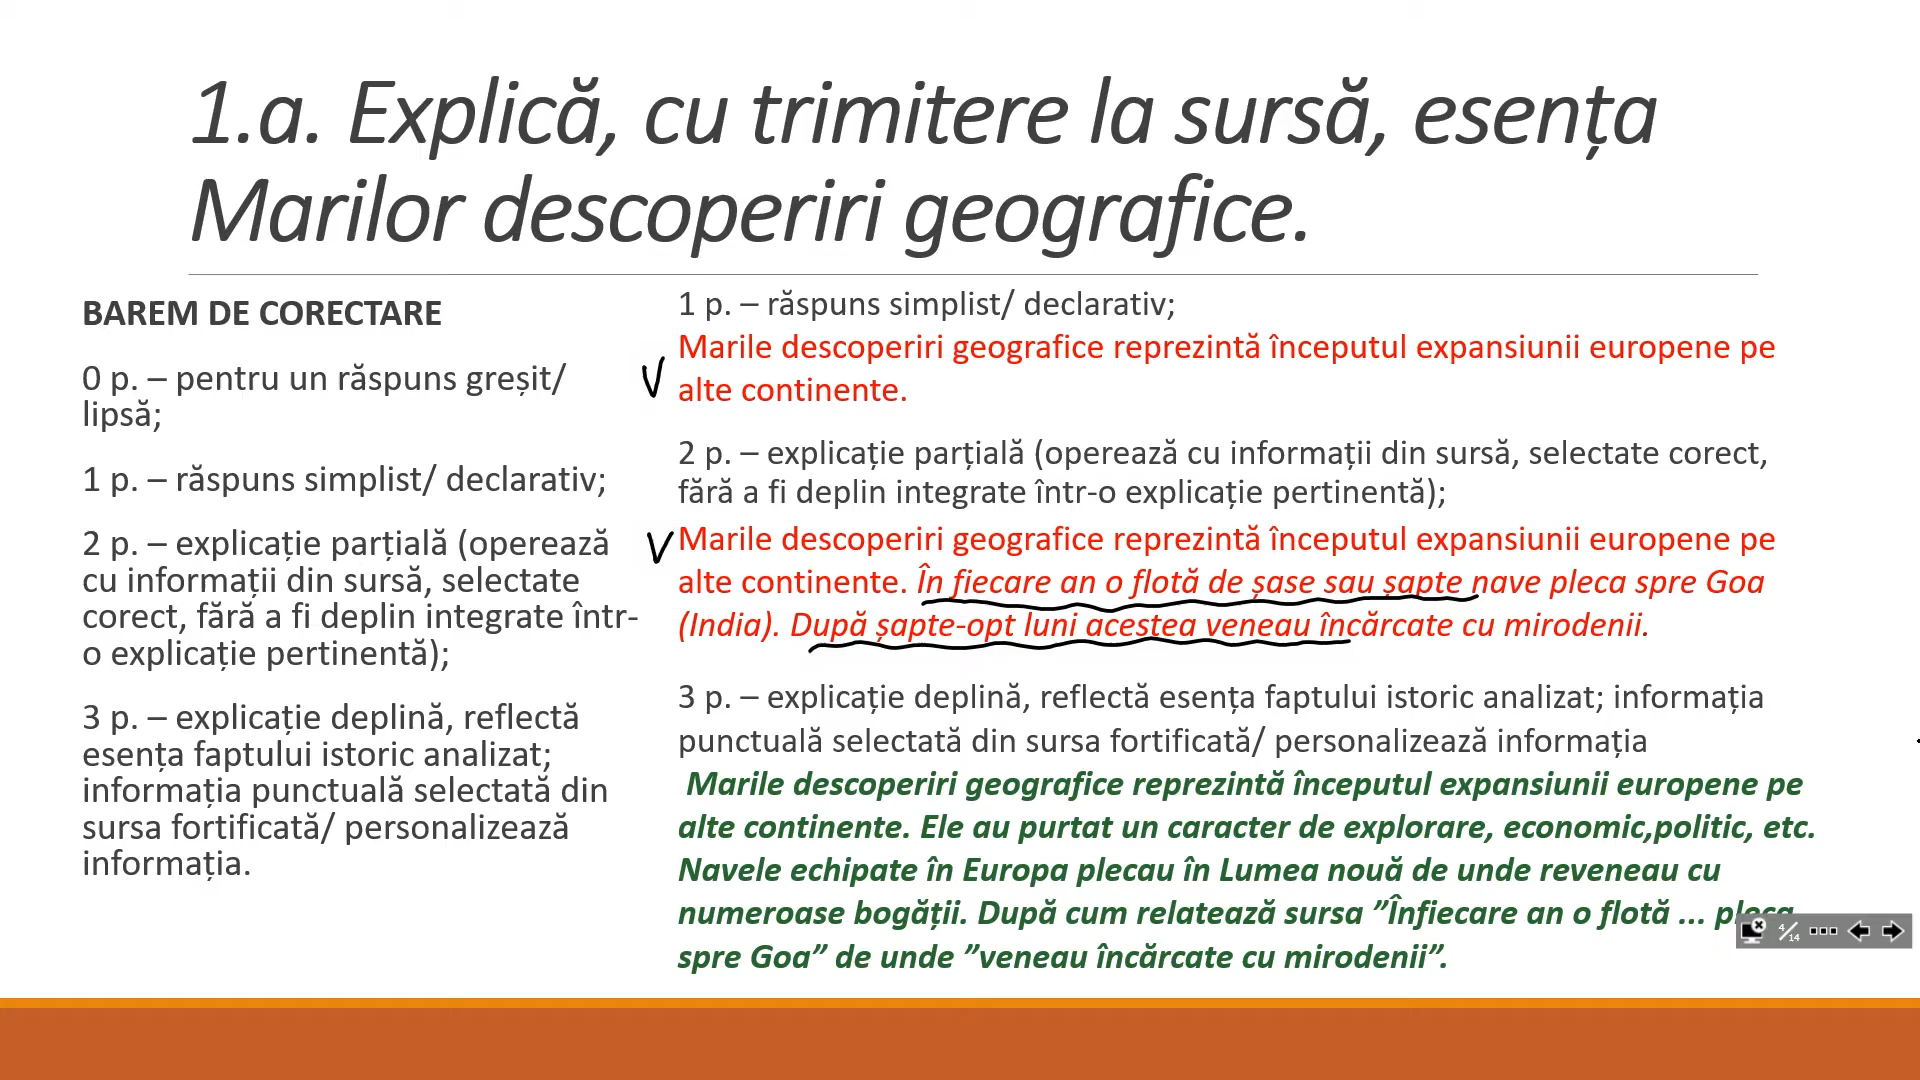 1.a. Explică, cu trimitere la sursă, esența
Marilor descoperiri geografice.
BAREM DE CORECTARE
0 p. – pentru un răspuns greșit/
lipsă;
1 p. – răspuns simplist/ declarativ;
2 p. – explicație parțială (operează
cu informații din sursă, selectate
corect, fără a fi deplin integrate într-
o explicație pertinentă);
3 p. – explicație deplină, reflectă
esența faptului istoric analizat;
informația punctuală selectată din
sursa fortificată/ personalizează
informația.
1 p. – răspuns simplist/ declarativ;
Marile descoperiri geografice reprezintă începutul expansiunii europene pe
alte continente.
2 p. – explicație parțială (operează cu informații din sursă, selectate corect,
fără a fi deplin integrate într-o explicație pertinentă);
Marile descoperiri geografice reprezintă începutul expansiunii europene pe
alte continente. În fiecare an o flotă de șase sau șapte nave pleca spre Goa
(India). După șapte-opt luni acestea veneau încărcate cu mirodenii.
3 p. – explicație deplină, reflectă esența faptului istoric analizat; informația
punctuală selectată din sursa fortificată/ personalizează informația
Marile descoperiri geografice reprezintă începutul expansiunii europene pe
alte continente. Ele au purtat un caracter de explorare, economic,politic, etc.
Navele echipate în Europa plecau în Lumea nouă de unde reveneau cu
numeroase bogății. După cum relatează sursa ”Înfiecare an o flotă ... pleca
spre Goa” de unde ”veneau încărcate cu mirodenii”.
4/14